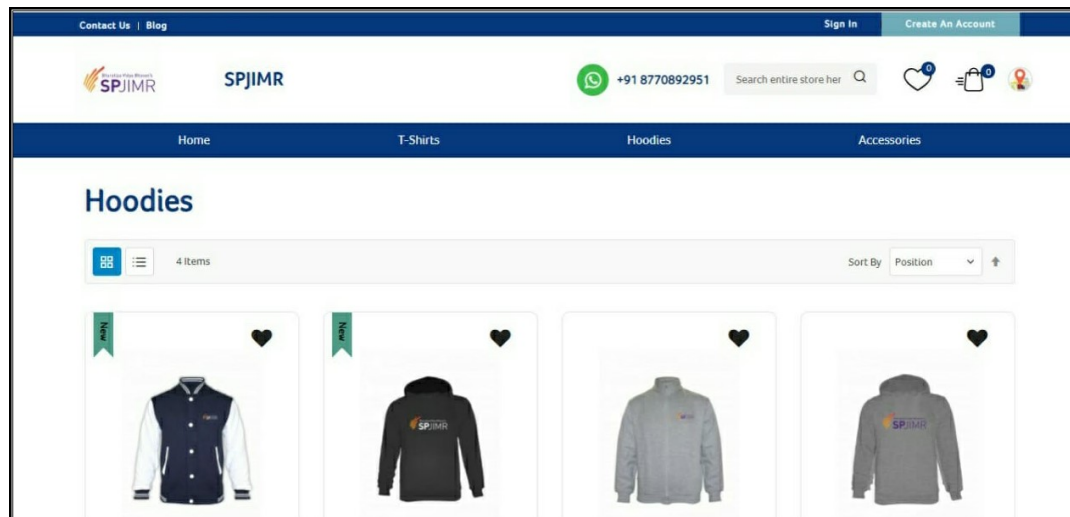 Contact Us | Blog
Sign In
Create An Account
SPJIMR
SPJIMR
+91 8770892951
Search entire store her
0
0
Home
T-Shirts
Hoodies
Accessories
Hoodies
4 Items
Sort By
Position
New
New
SPJIMR
SPJIMR